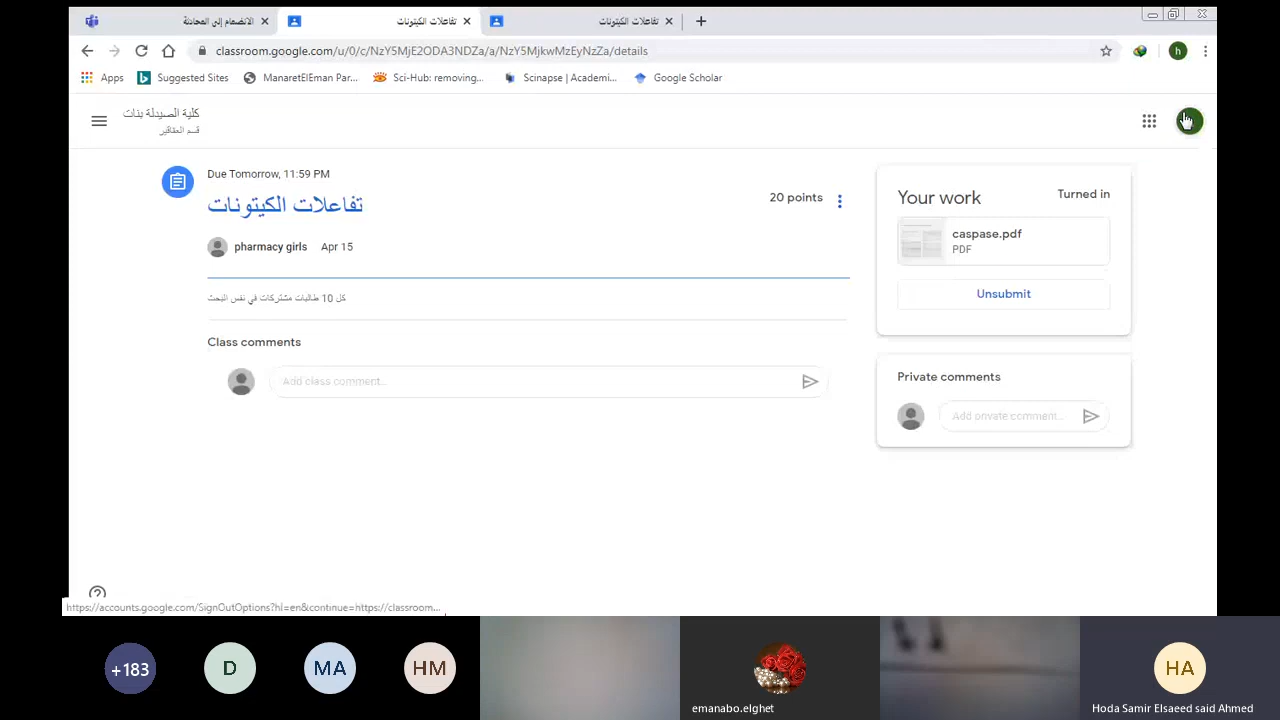 الانضمام إلى المحادثة
تفاعلات الكيتونات
تفاعلات الكيتونات
classroom.google.com/u/0/c/NzY5MjE2ODA3NDZa/a/NzY5MjkwMzEyNzZa/details
h
Apps
Suggested Sites
ManaretElEman Par...
Sci-Hub: removing...
Scinapse | Academi...
Google Scholar
كلية الصيدلة بنات
قسم العقاقير
Due Tomorrow, 11:59 PM
تفاعلات الكيتونات
20 points
pharmacy girls Apr 15
كل 10 طالبات مشتركات في نفس البحث
Class comments
Add class comment...
Your work
Turned in
caspase.pdf
PDF
Unsubmit
Private comments
Add private comment...
https://accounts.google.com/SignOutOptions?hl=en&continue=https://classroom...
+183
D
MA
HM
emanabo.elghet
HA
Hoda Samir Elsaeed said Ahmed